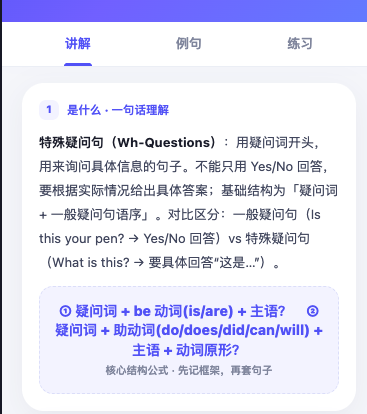 讲解 例句 练习
1 是什么 · 一句话理解
特殊疑问句（Wh-Questions）：用疑问词开头，
用来询问具体信息的句子。不能只用 Yes/No 回答，
要根据实际情况给出具体答案；基础结构为「疑问词
+ 一般疑问句语序」。对比区分：一般疑问句（Is
this your pen? → Yes/No 回答）vs 特殊疑问句
（What is this? → 要具体回答“这是...”）。
① 疑问词 + be 动词(is/are) + 主语？ ②
疑问词 + 助动词(do/does/did/can/will) +
主语 + 动词原形？
核心结构公式 · 先记框架，再套句子